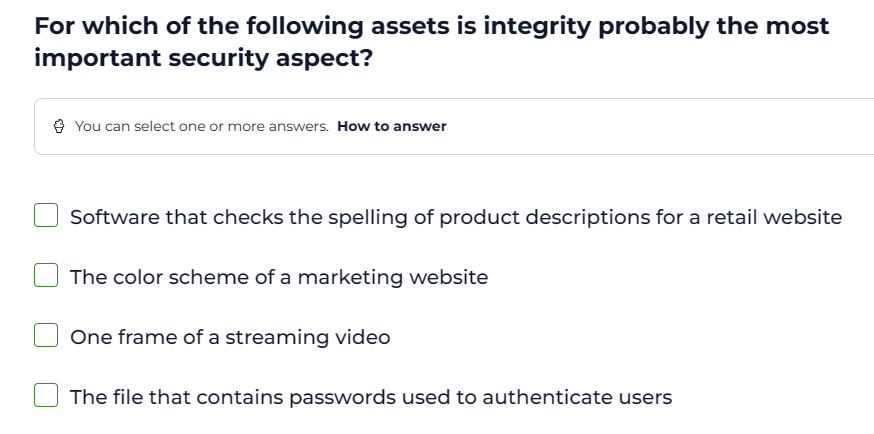 For which of the following assets is integrity probably the most
important security aspect?
You can select one or more answers. How to answer
Software that checks the spelling of product descriptions for a retail website
The color scheme of a marketing website
One frame of a streaming video
The file that contains passwords used to authenticate users